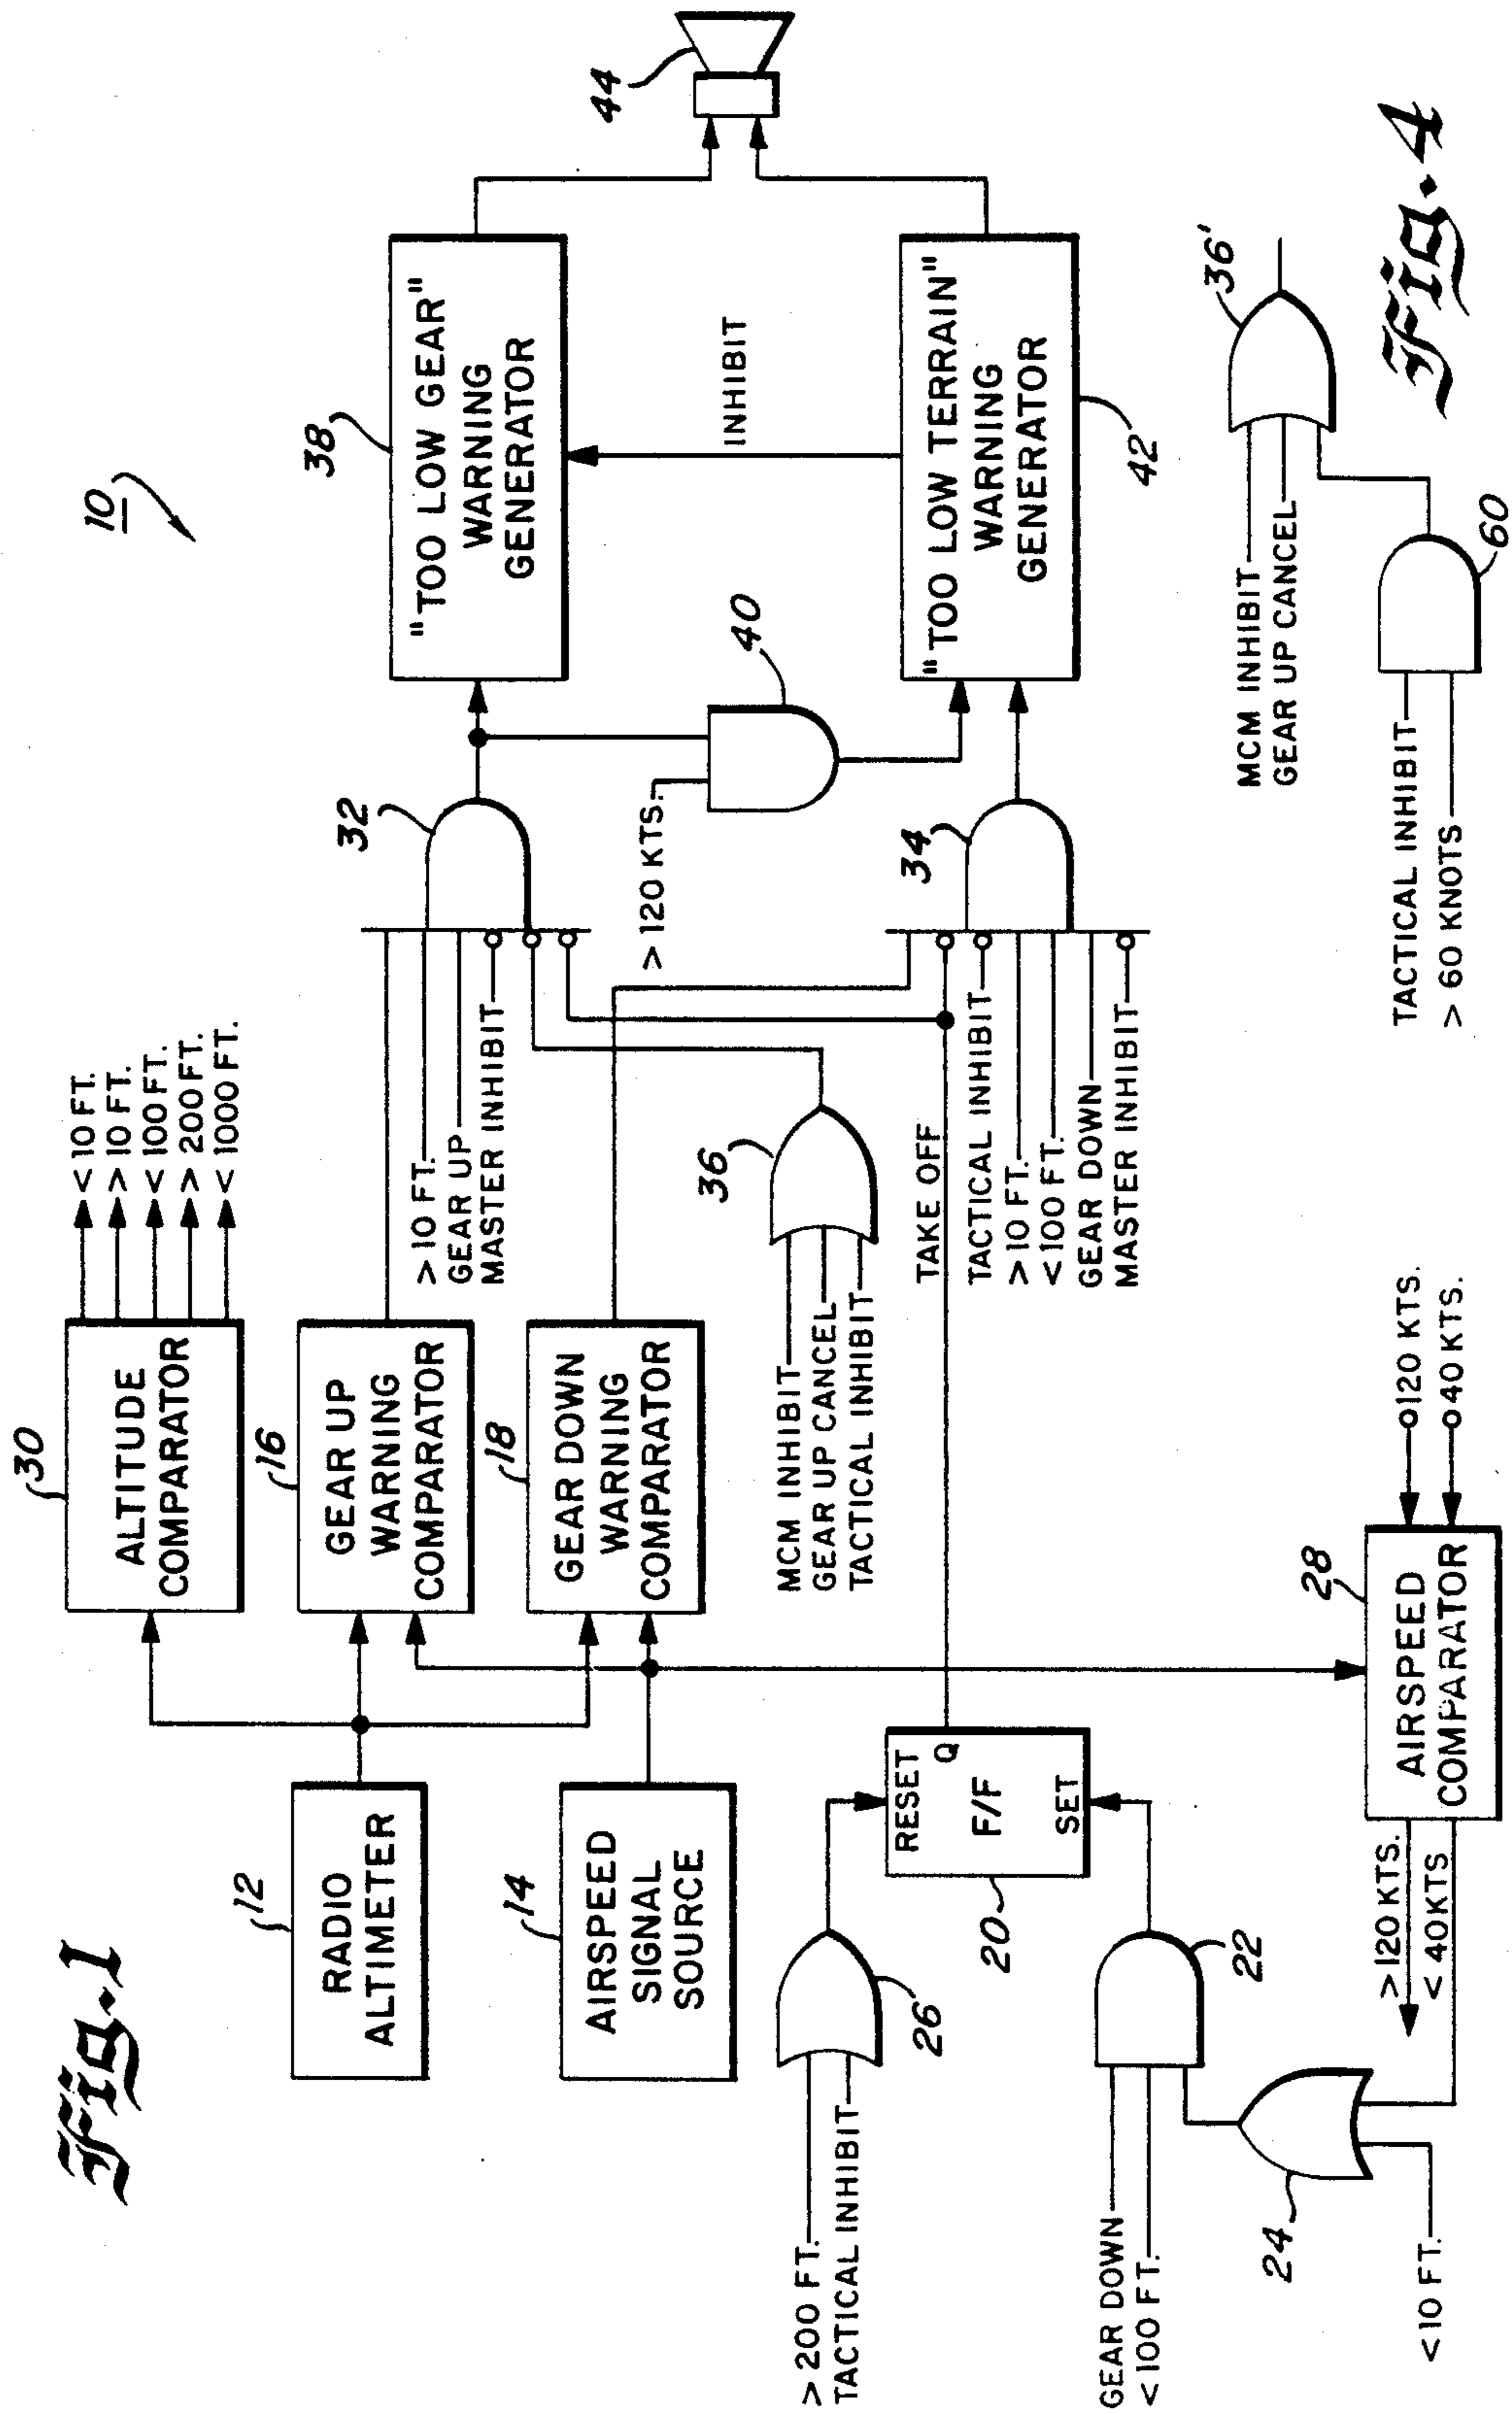 Fig. 1
10
12
RADIO
ALTIMETER
14
AIRSPEED
SIGNAL
SOURCE
30
ALTITUDE
COMPARATOR
< 10 FT.
> 10 FT.
< 100 FT.
> 200 FT.
< 1000 FT.
16
GEAR UP
WARNING
COMPARATOR
18
GEAR DOWN
WARNING
COMPARATOR
> 10 FT.
GEAR UP
MASTER INHIBIT
32
38
"TOO LOW GEAR"
WARNING
GENERATOR
INHIBIT
44
> 120 KTS.
40
36
MCM INHIBIT
GEAR UP CANCEL
TACTICAL INHIBIT
34
TAKE OFF
TACTICAL INHIBIT
> 10 FT.
< 100 FT.
GEAR DOWN
MASTER INHIBIT
"TOO LOW TERRAIN"
WARNING
GENERATOR
42
> 200 FT.
TACTICAL INHIBIT
26
RESET
Q
F/F
SET
20
GEAR DOWN
< 100 FT.
22
24
< 10 FT.
> 120 KTS.
< 40 KTS
28
AIRSPEED
COMPARATOR
120 KTS.
40 KTS.
MCM INHIBIT
GEAR UP CANCEL
36'
TACTICAL INHIBIT
> 60 KNOTS
60
Fig. 4